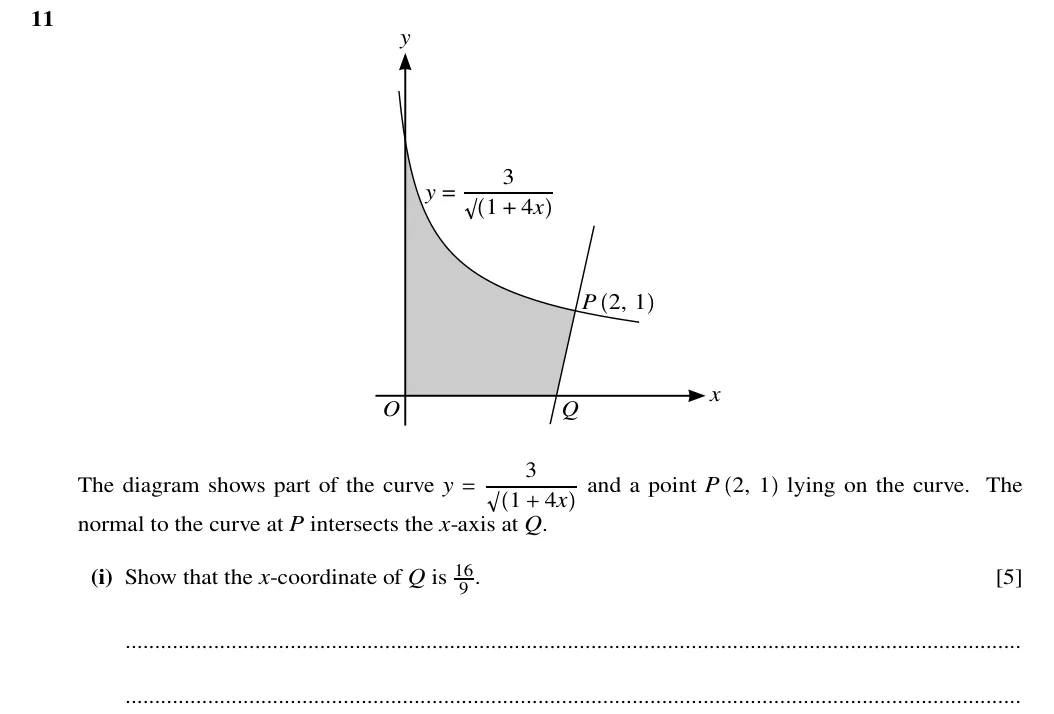 11
y
y = 3/√(1 + 4x)
P (2, 1)
O
Q
x
The diagram shows part of the curve y = 3/√(1 + 4x) and a point P (2, 1) lying on the curve. The
normal to the curve at P intersects the x-axis at Q.
(i) Show that the x-coordinate of Q is 16/9. [5]